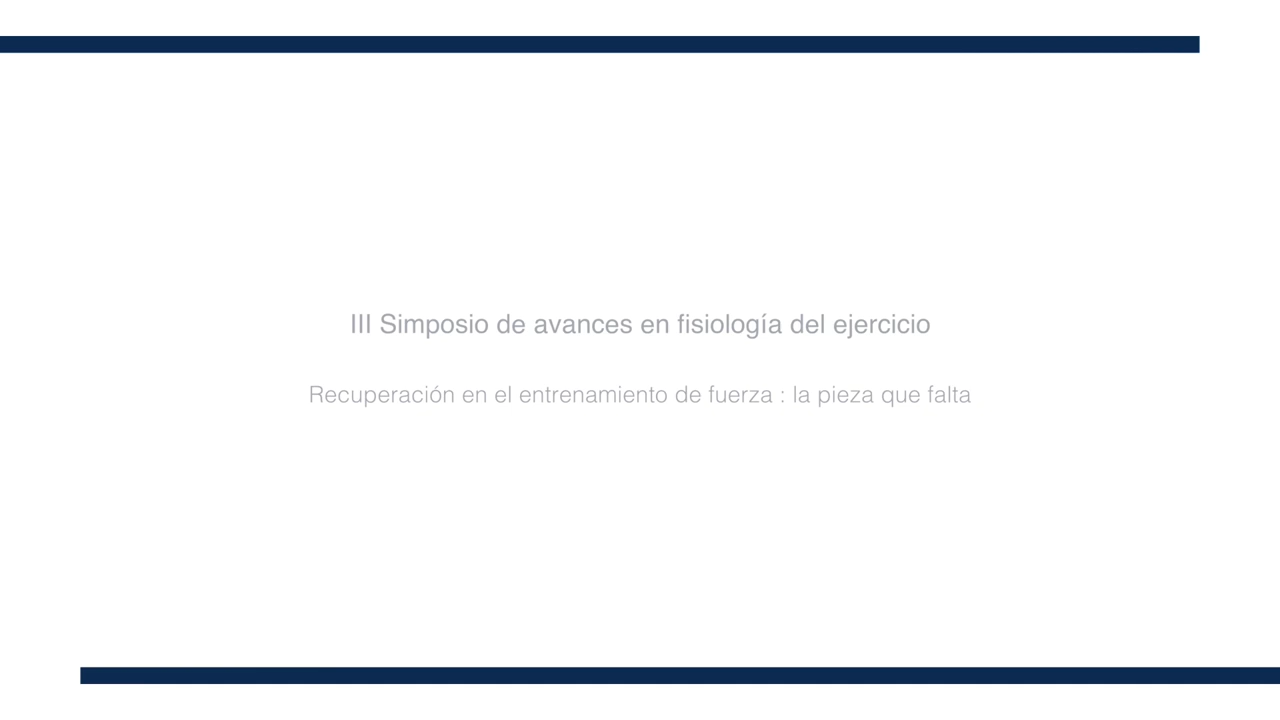 III Simposio de avances en fisiología del ejercicio
Recuperación en el entrenamiento de fuerza : la pieza que falta